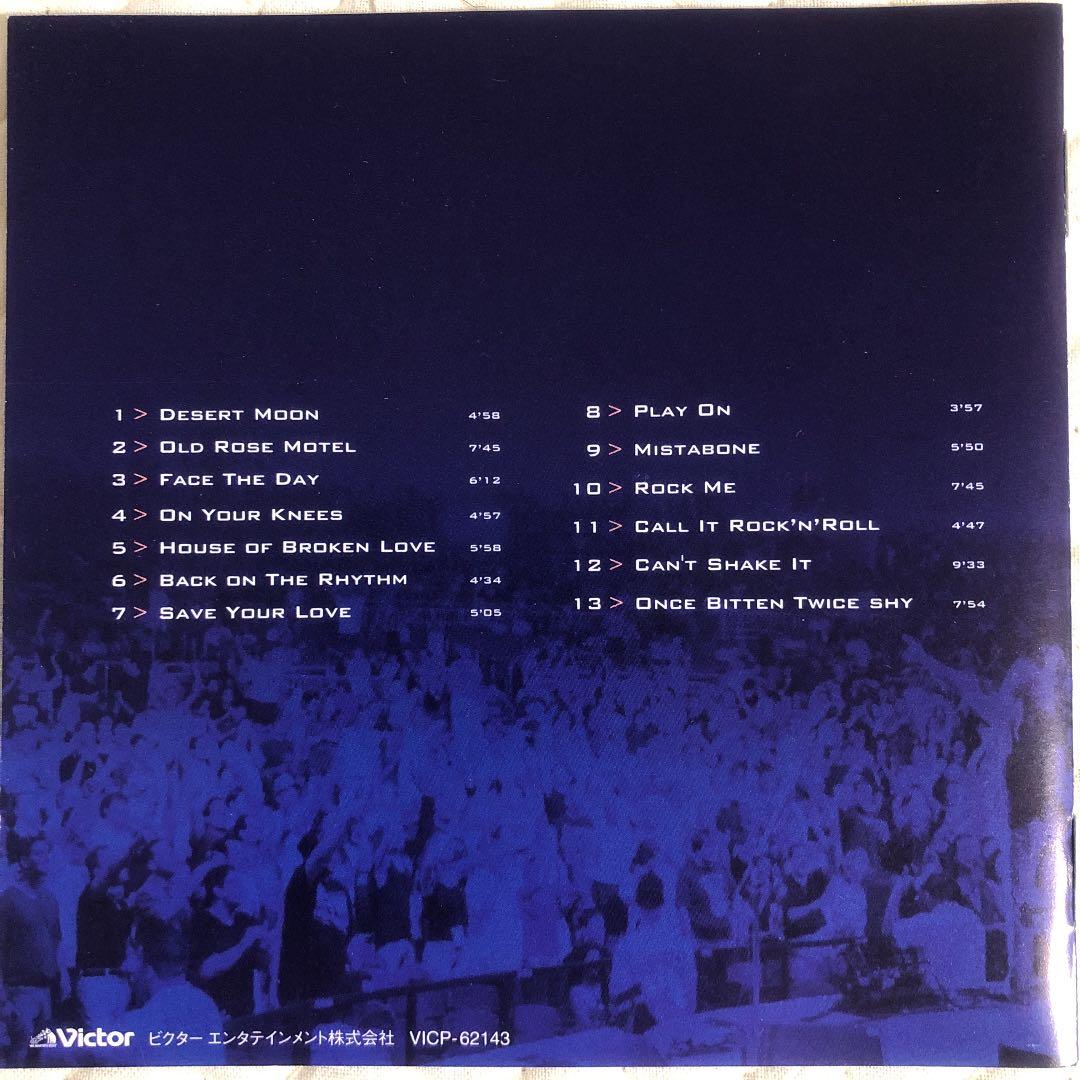 1 > DESERT MOON 4'58
2 > OLD ROSE MOTEL 7'45
3 > FACE THE DAY 6'12
4 > ON YOUR KNEES 4'57
5 > HOUSE OF BROKEN LOVE 5'58
6 > BACK ON THE RHYTHM 4'34
7 > SAVE YOUR LOVE 5'05
8 > PLAY ON 3'57
9 > MISTABONE 5'50
10 > ROCK ME 7'45
11 > CALL IT ROCK'N'ROLL 4'47
12 > CAN'T SHAKE IT 9'33
13 > ONCE BITTEN TWICE SHY 7'54
Victor ビクター エンタテインメント株式会社 VICP-62143